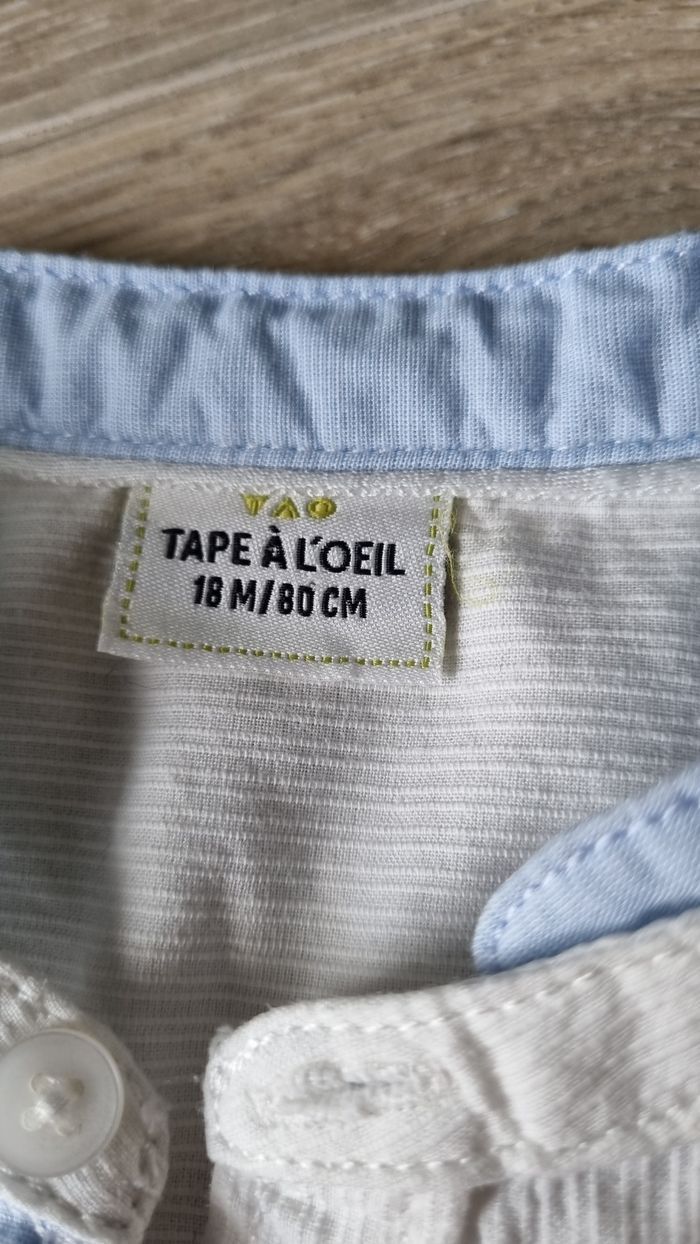 TAO
TAPE À L'OEIL
18 M/80 CM